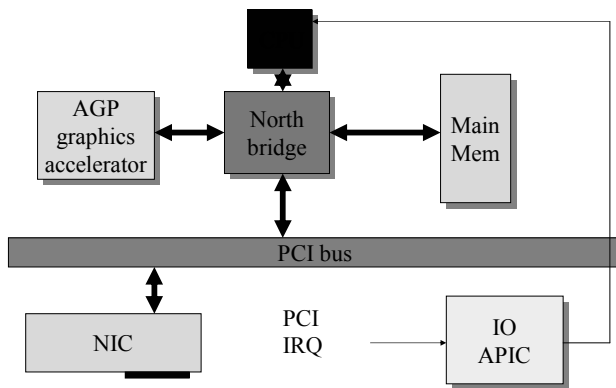 AGP
graphics
accelerator
North
bridge
Main
Mem
PCI bus
NIC
PCI
IRQ
IO
APIC